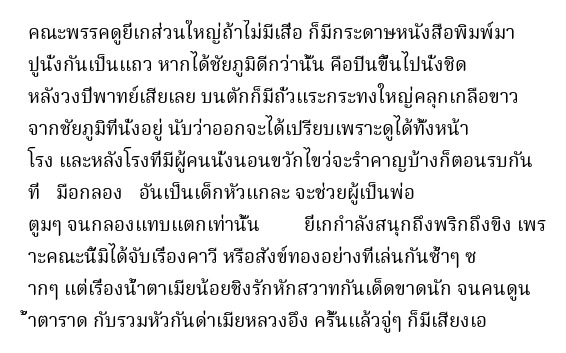 คณะพรรคดูยี่เกส่วนใหญ่ถ้าไม่มีเสื่อ ก็มีกระดาษหนังสือพิมพ์มา
ปูนั่งกันเป็นแถว หากได้ชัยภูมิดีกว่านั้น คือปีนขึ้นไปนั่งชิด
หลังวงปี่พาทย์เสียเลย บนตักก็มีถั่วแระกระทงใหญ่คลุกเกลือขาว
จากชัยภูมิที่นั่งอยู่ นับว่าออกจะได้เปรียบเพราะดูได้ทั้งหน้า
โรง และหลังโรงที่มีผู้คนนั่งนอนขวักไขว่จะรำคาญบ้างก็ตอนรบกัน
ที่ มือกลอง อันเป็นเด็กหัวแกละ จะช่วยผู้เป็นพ่อ
ตูมๆ จนกลองแทบแตกเท่านั้น ยี่เกกำลังสนุกถึงพริกถึงขิง เพร
าะคณะนี้มิได้จับเรื่องคาวี หรือสังข์ทองอย่างที่เล่นกันซ้ำๆ ซ
ากๆ แต่เรื่องน้ำตาเมียน้อยชิงรักหักสวาทกันเด็ดขาดนัก จนคนดูน
้ำตาราด กับรวมหัวกันด่าเมียหลวงอึง ครั้นแล้วจู่ๆ ก็มีเสียงเอ